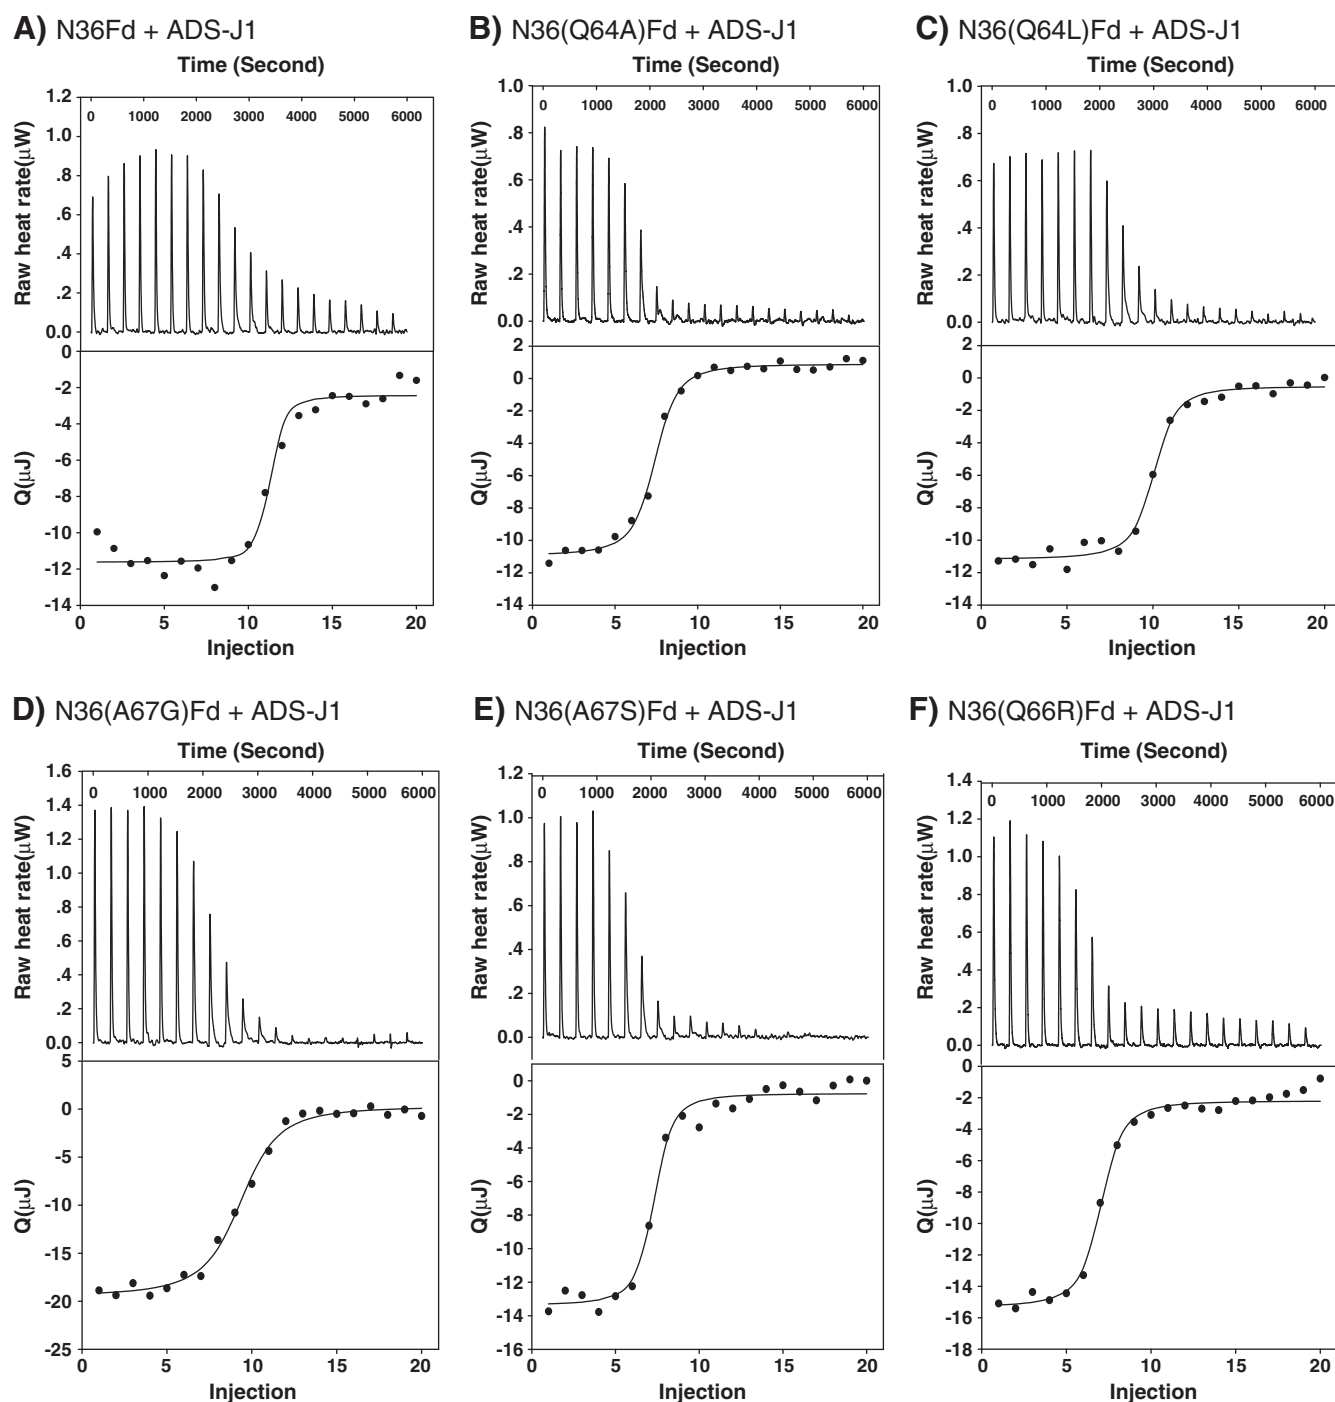 A) N36Fd + ADS-J1
Time (Second)
0 1000 2000 3000 4000 5000 6000
Raw heat rate(μW)
1.2
1.0
.8
.6
.4
.2
0.0
Q(μJ)
0
-2
-4
-6
-8
-10
-12
-14
0 5 10 15 20
Injection
B) N36(Q64A)Fd + ADS-J1
Time (Second)
0 1000 2000 3000 4000 5000 6000
Raw heat rate(μW)
1.0
.8
.6
.4
.2
0.0
Q(μJ)
2
0
-2
-4
-6
-8
-10
-12
-14
0 5 10 15 20
Injection
C) N36(Q64L)Fd + ADS-J1
Time (Second)
0 1000 2000 3000 4000 5000 6000
Raw heat rate(μW)
1.0
.8
.6
.4
.2
0.0
Q(μJ)
2
0
-2
-4
-6
-8
-10
-12
-14
0 5 10 15 20
Injection
D) N36(A67G)Fd + ADS-J1
Time (Second)
0 1000 2000 3000 4000 5000 6000
Raw heat rate(μW)
1.6
1.4
1.2
1.0
.8
.6
.4
.2
0.0
Q(μJ)
5
0
-5
-10
-15
-20
-25
0 5 10 15 20
Injection
E) N36(A67S)Fd + ADS-J1
Time (Second)
0 1000 2000 3000 4000 5000 6000
Raw heat rate(μW)
1.2
1.0
.8
.6
.4
.2
0.0
Q(μJ)
0
-2
-4
-6
-8
-10
-12
-14
-16
0 5 10 15 20
Injection
F) N36(Q66R)Fd + ADS-J1
Time (Second)
0 1000 2000 3000 4000 5000 6000
Raw heat rate(μW)
1.4
1.2
1.0
.8
.6
.4
.2
0.0
Q(μJ)
0
-2
-4
-6
-8
-10
-12
-14
-16
-18
0 5 10 15 20
Injection